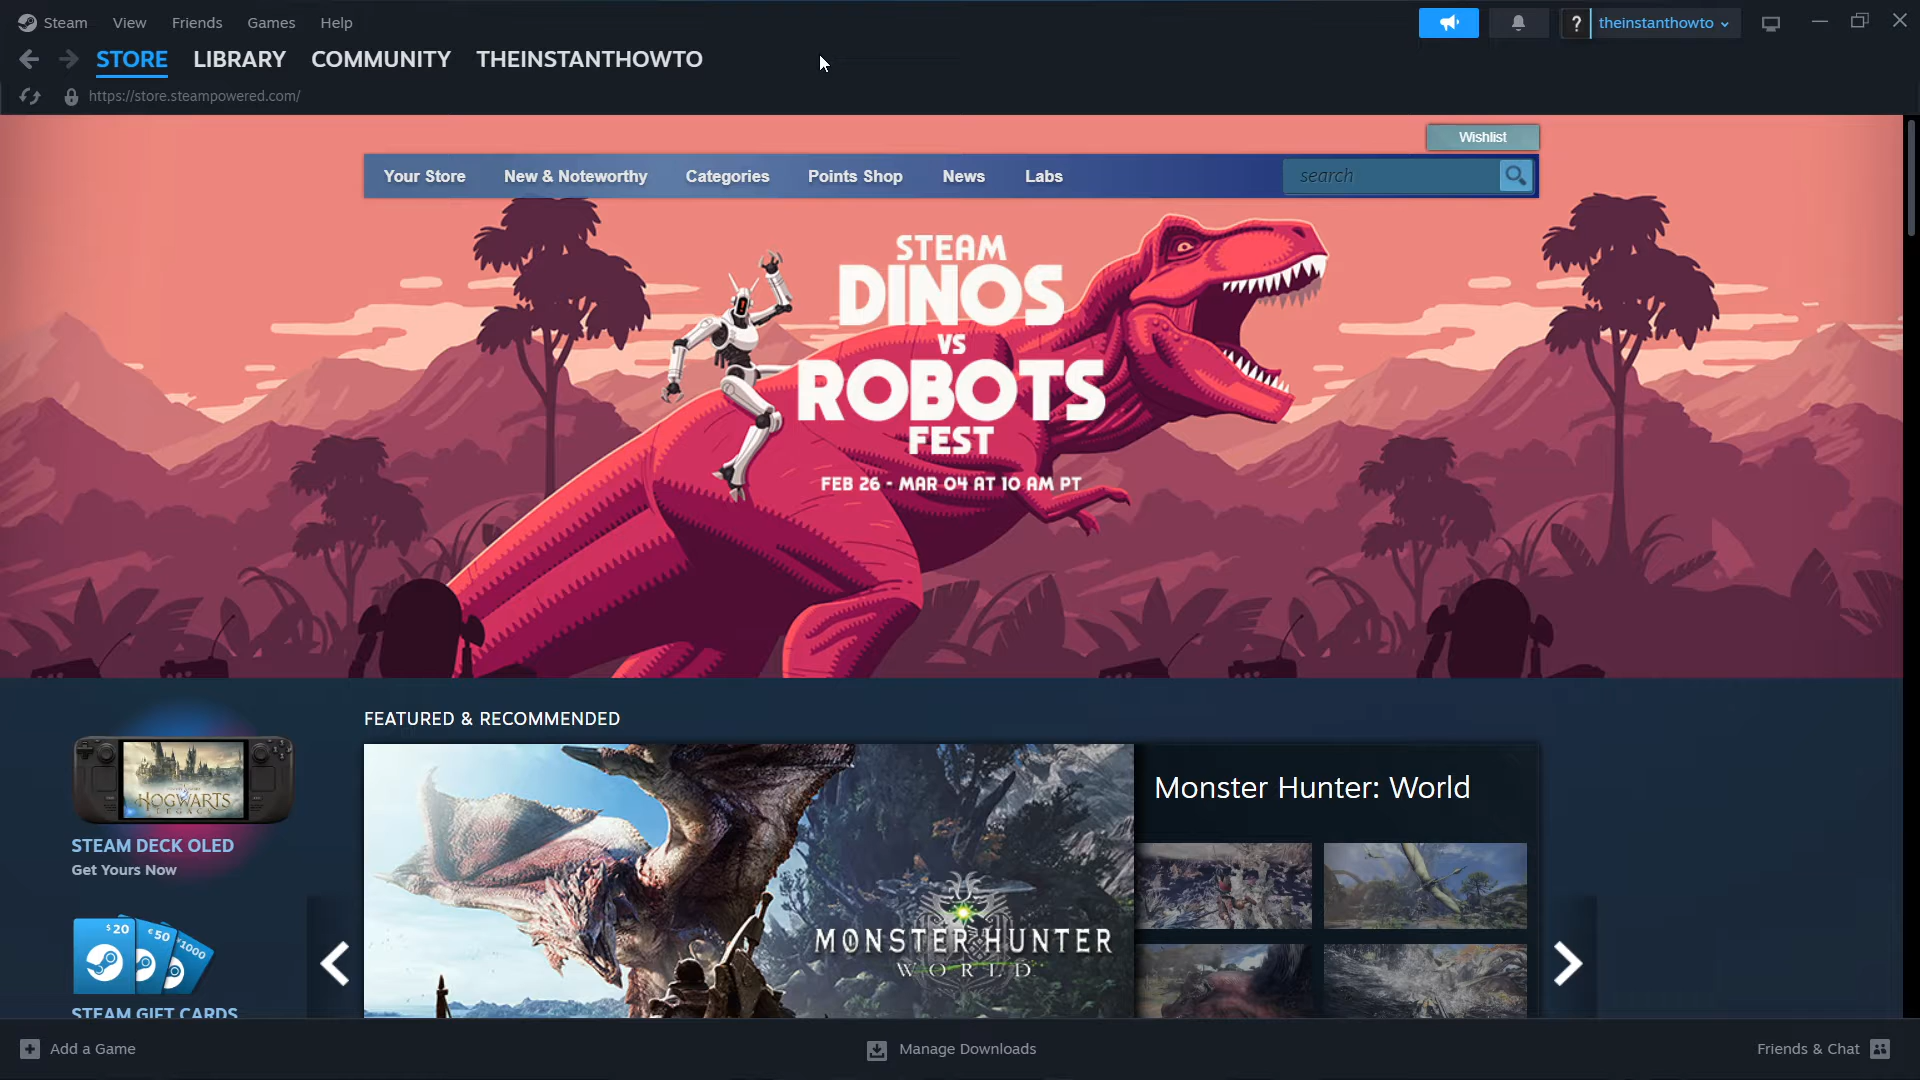 Steam View Friends Games Help
? theinstanthowto
STORE LIBRARY COMMUNITY THEINSTANTHOWTO
https://store.steampowered.com/
Wishlist
Your Store New & Noteworthy Categories Points Shop News Labs search
STEAM
DINOS
VS
ROBOTS
FEST
FEB 26 - MAR 04 AT 10 AM PT
FEATURED & RECOMMENDED
HOGWARTS
LEGACY
STEAM DECK OLED
Get Yours Now
Monster Hunter: World
MONSTER HUNTER
WORLD
$20 €50 ¥1000
STEAM GIFT CARDS
Add a Game Manage Downloads Friends & Chat